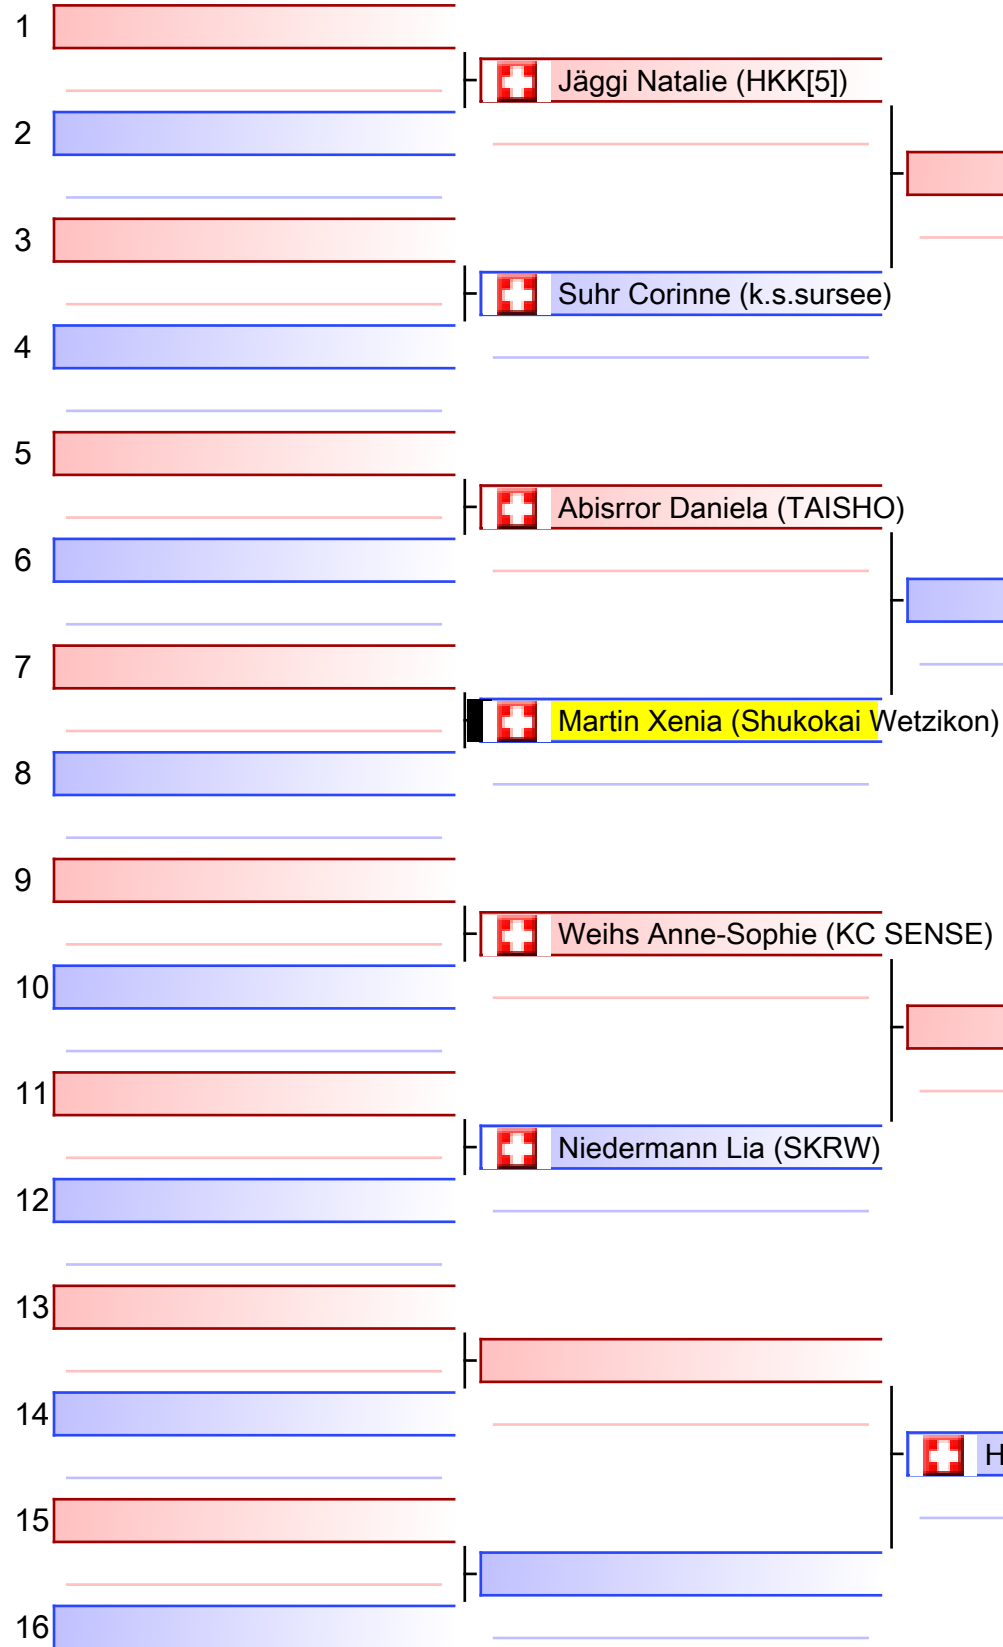 1
Jäggi Natalie (HKK[5])
2
3
Suhr Corinne (k.s.sursee)
4
5
Abisrror Daniela (TAISHO)
6
7
Martin Xenia (Shukokai Wetzikon)
8
9
Weihs Anne-Sophie (KC SENSE)
10
11
Niedermann Lia (SKRW)
12
13
14
H
15
16